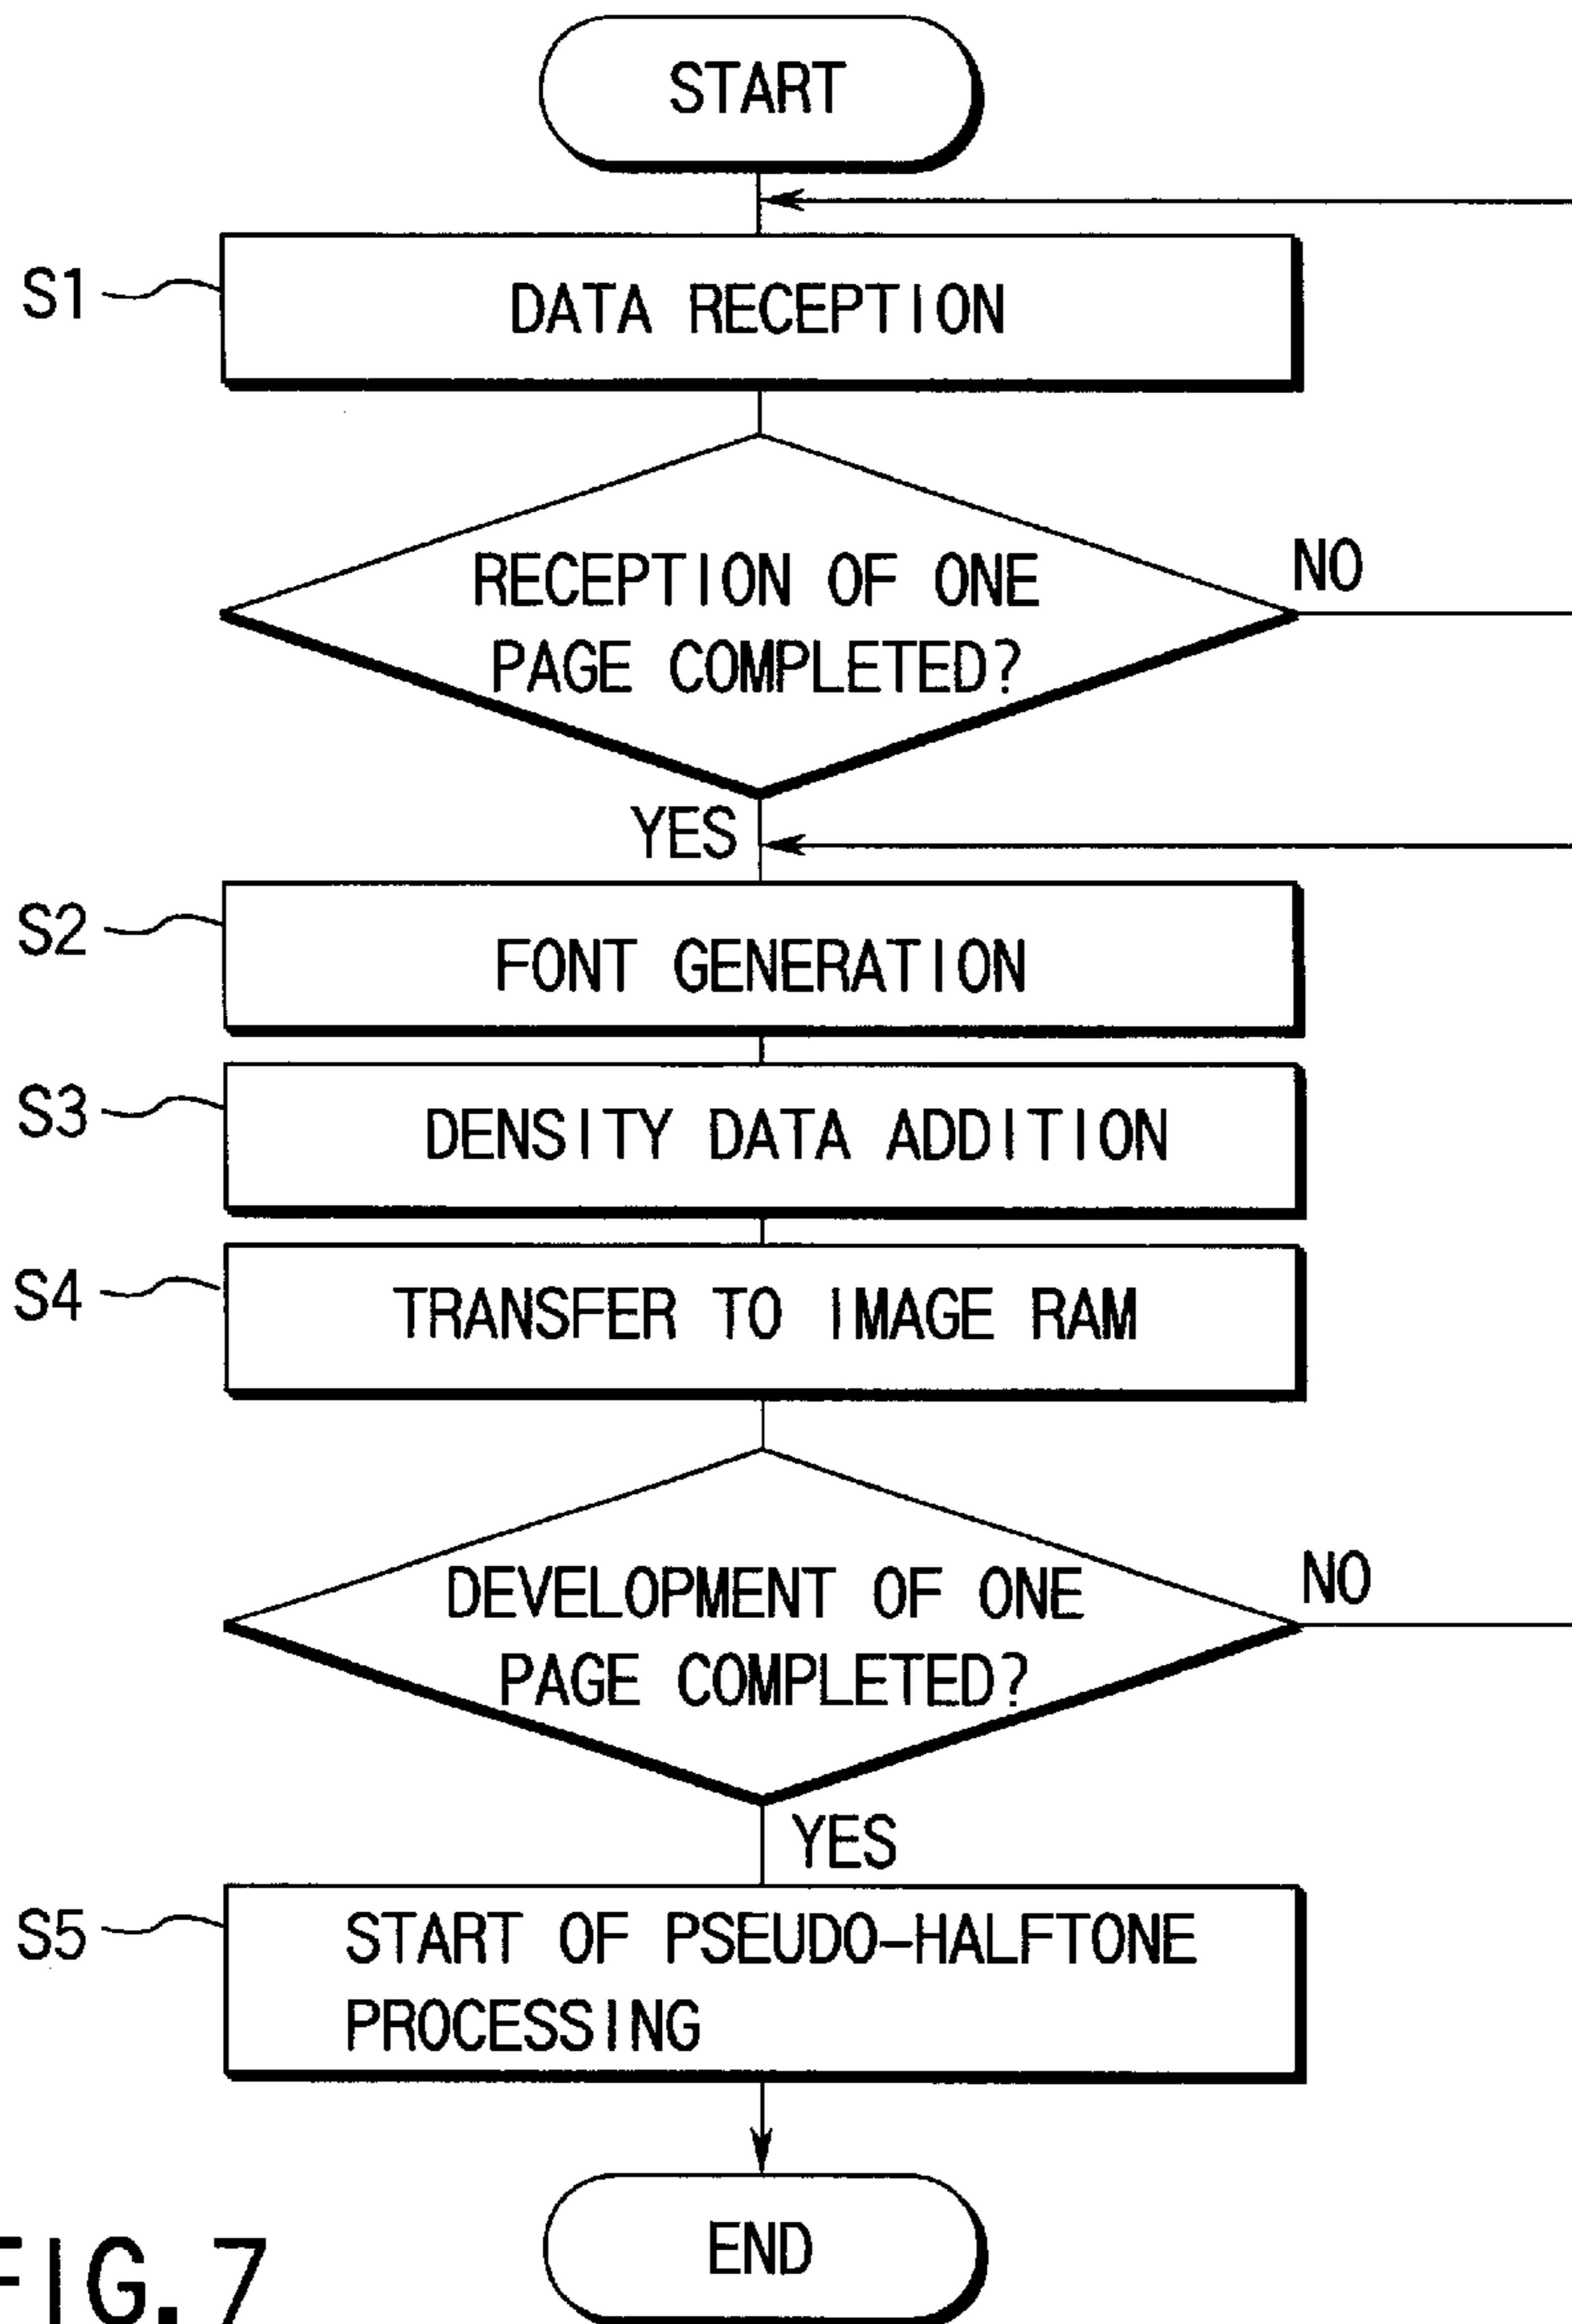 START
S1
DATA RECEPTION
RECEPTION OF ONE
PAGE COMPLETED?
NO
YES
S2
FONT GENERATION
S3
DENSITY DATA ADDITION
S4
TRANSFER TO IMAGE RAM
DEVELOPMENT OF ONE
PAGE COMPLETED?
NO
YES
S5
START OF PSEUDO-HALFTONE
PROCESSING
END
FIG. 7